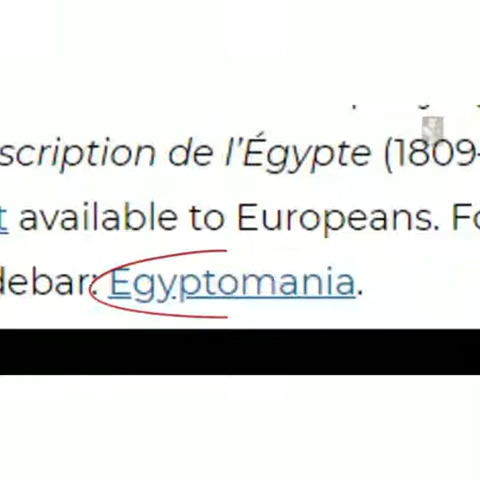 scription de l'Égypte (1809-
t available to Europeans. Fo
debar: Egyptomania.